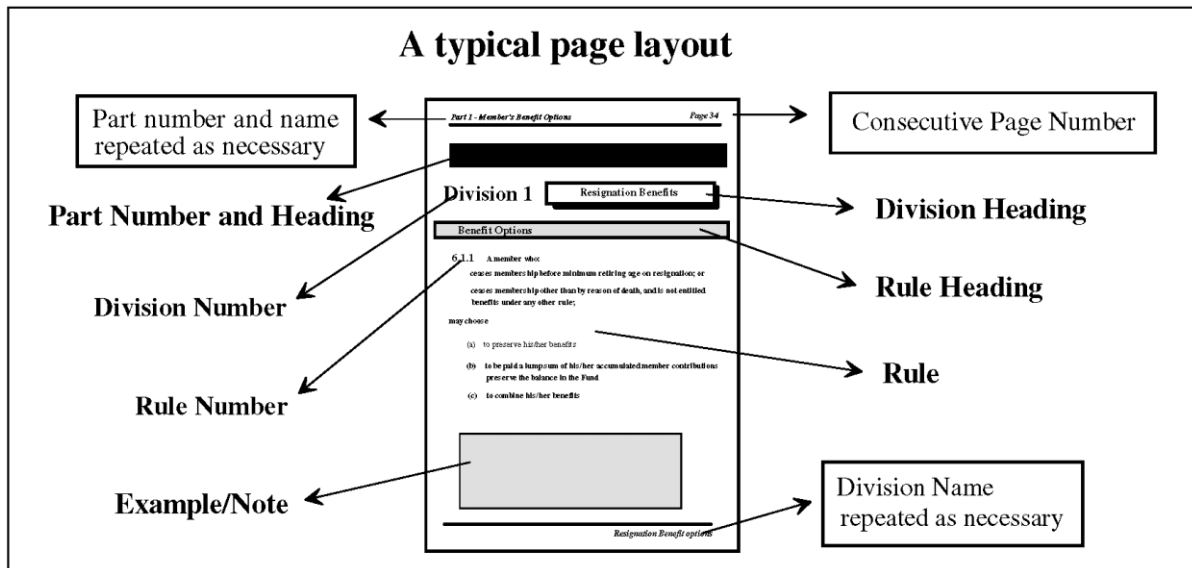 A typical page layout
Part number and name
repeated as necessary
Consecutive Page Number
Part Number and Heading
Division Number
Rule Number
Example/Note
Part 1 - Member's Benefit Options
Page 34
Division 1
Resignation Benefits
Benefit Options
6.1.1 A member who:
ceases membership before minimum retiring age on resignation; or
ceases membership other than by reason of death, and is not entitled
benefits under any other rule;
may choose
(a) to preserve his/her benefits
(b) to be paid a lump sum of his/her accumulated member contributions
preserve the balance in the Fund
(c) to combine his/her benefits
Resignation Benefit options
Division Heading
Rule Heading
Rule
Division Name
repeated as necessary